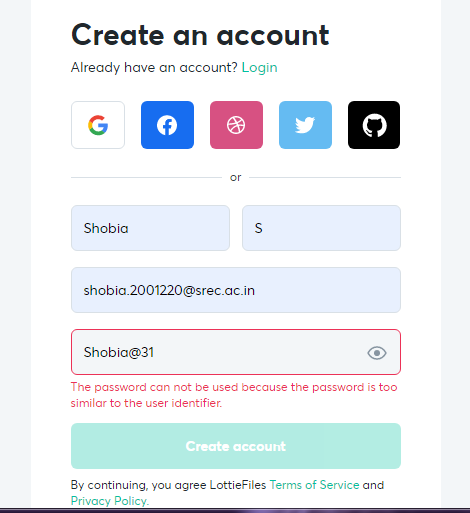 Create an account
Already have an account? Login
or
Shobia
S
shobia.2001220@srec.ac.in
Shobia@31
The password can not be used because the password is too
similar to the user identifier.
Create account
By continuing, you agree LottieFiles Terms of Service and
Privacy Policy.